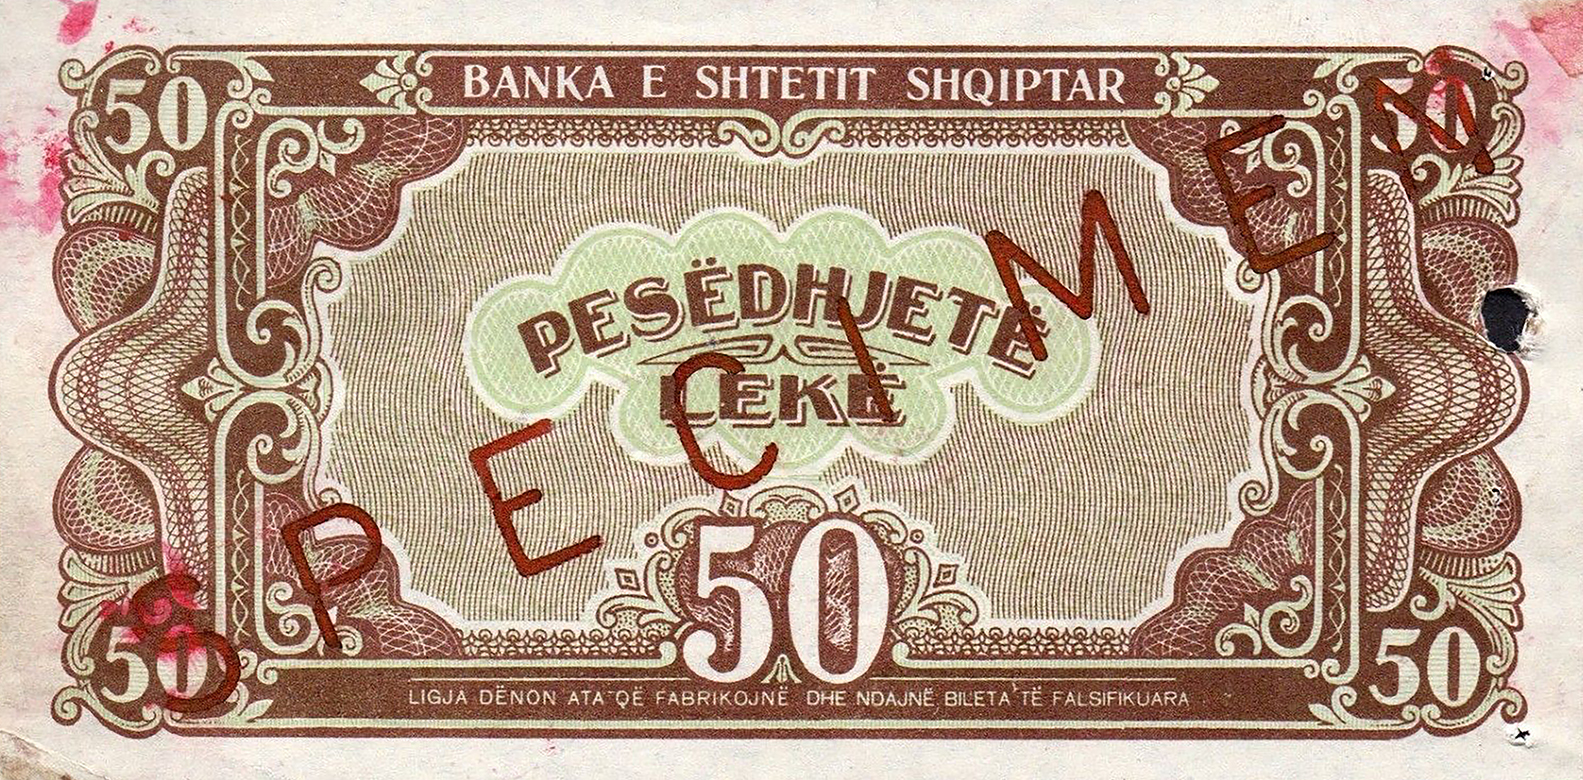 BANKA E SHTETIT SHQIPTAR
50
50
PESËDHJETË
LEKË
SPECIMEN
50
50
50
LIGJA DËNON ATA QË FABRIKOJNË DHE NDAJNË BILETA TË FALSIFIKUARA